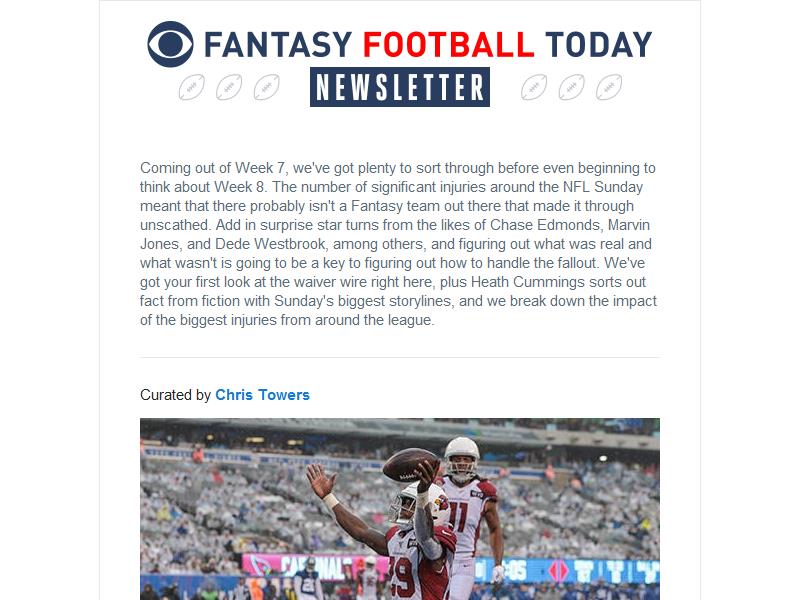 FANTASY FOOTBALL TODAY
NEWSLETTER
Coming out of Week 7, we've got plenty to sort through before even beginning to
think about Week 8. The number of significant injuries around the NFL Sunday
meant that there probably isn't a Fantasy team out there that made it through
unscathed. Add in surprise star turns from the likes of Chase Edmonds, Marvin
Jones, and Dede Westbrook, among others, and figuring out what was real and
what wasn't is going to be a key to figuring out how to handle the fallout. We've
got your first look at the waiver wire right here, plus Heath Cummings sorts out
fact from fiction with Sunday's biggest storylines, and we break down the impact
of the biggest injuries from around the league.
Curated by Chris Towers
11